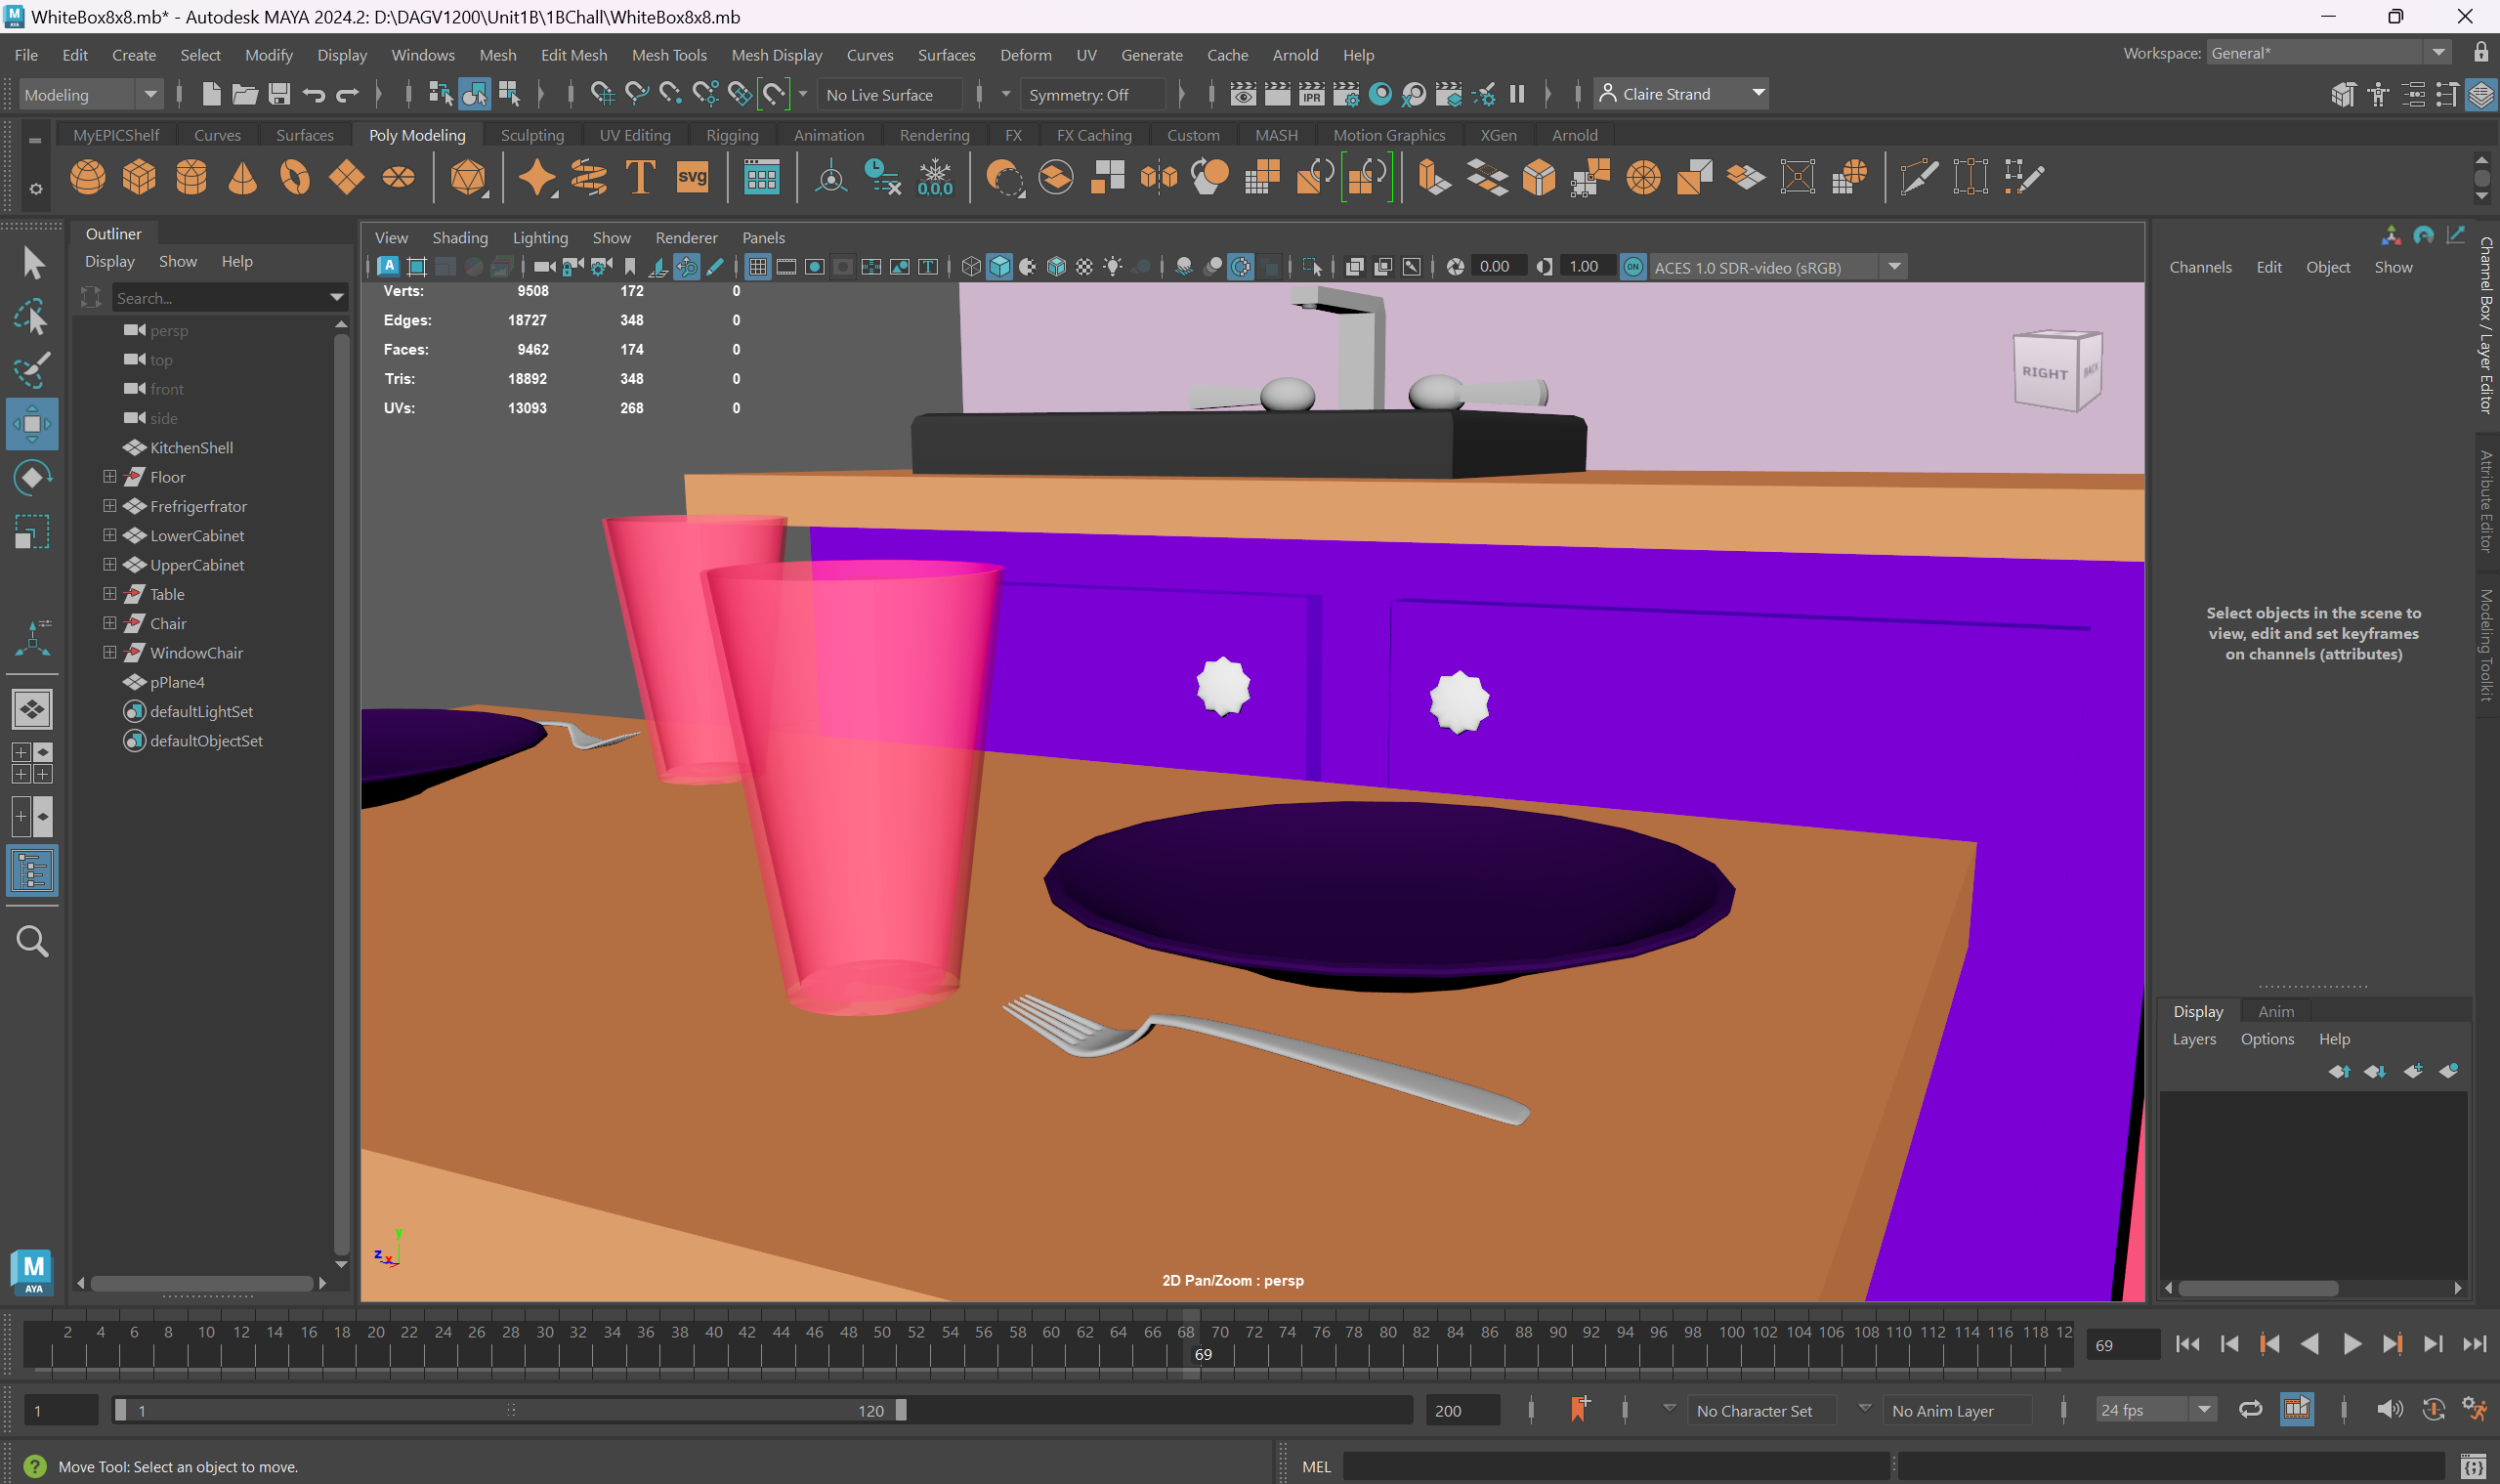 WhiteBox8x8.mb* - Autodesk MAYA 2024.2: D:\DAGV1200\Unit1B\1BChall\WhiteBox8x8.mb
File Edit Create Select Modify Display Windows Mesh Edit Mesh Mesh Tools Mesh Display Curves Surfaces Deform UV Generate Cache Arnold Help
Workspace: General*
Modeling
No Live Surface
Symmetry: Off
IPR
Claire Strand
MyEPICShelf Curves Surfaces Poly Modeling Sculpting UV Editing Rigging Animation Rendering FX FX Caching Custom MASH Motion Graphics XGen Arnold
T svg 0,0,0
Outliner
Display Show Help
Search...
persp
top
front
side
KitchenShell
Floor
Frefrigerfrator
LowerCabinet
UpperCabinet
Table
Chair
WindowChair
pPlane4
defaultLightSet
defaultObjectSet
View Shading Lighting Show Renderer Panels
0.00 1.00 ON ACES 1.0 SDR-video (sRGB)
Verts: 9508 172 0
Edges: 18727 348 0
Faces: 9462 174 0
Tris: 18892 348 0
UVs: 13093 268 0
RIGHT BACK
y
z x
2D Pan/Zoom : persp
Channels Edit Object Show
Select objects in the scene to
view, edit and set keyframes
on channels (attributes)
Channel Box / Layer Editor
Attribute Editor
Modeling Toolkit
Display Anim
Layers Options Help
M
AYA
2 4 6 8 10 12 14 16 18 20 22 24 26 28 30 32 34 36 38 40 42 44 46 48 50 52 54 56 58 60 62 64 66 68 70 72 74 76 78 80 82 84 86 88 90 92 94 96 98 100 102 104 106 108 110 112 114 116 118 12
69
69
1
1 120
200
No Character Set
No Anim Layer
24 fps
Move Tool: Select an object to move.
MEL